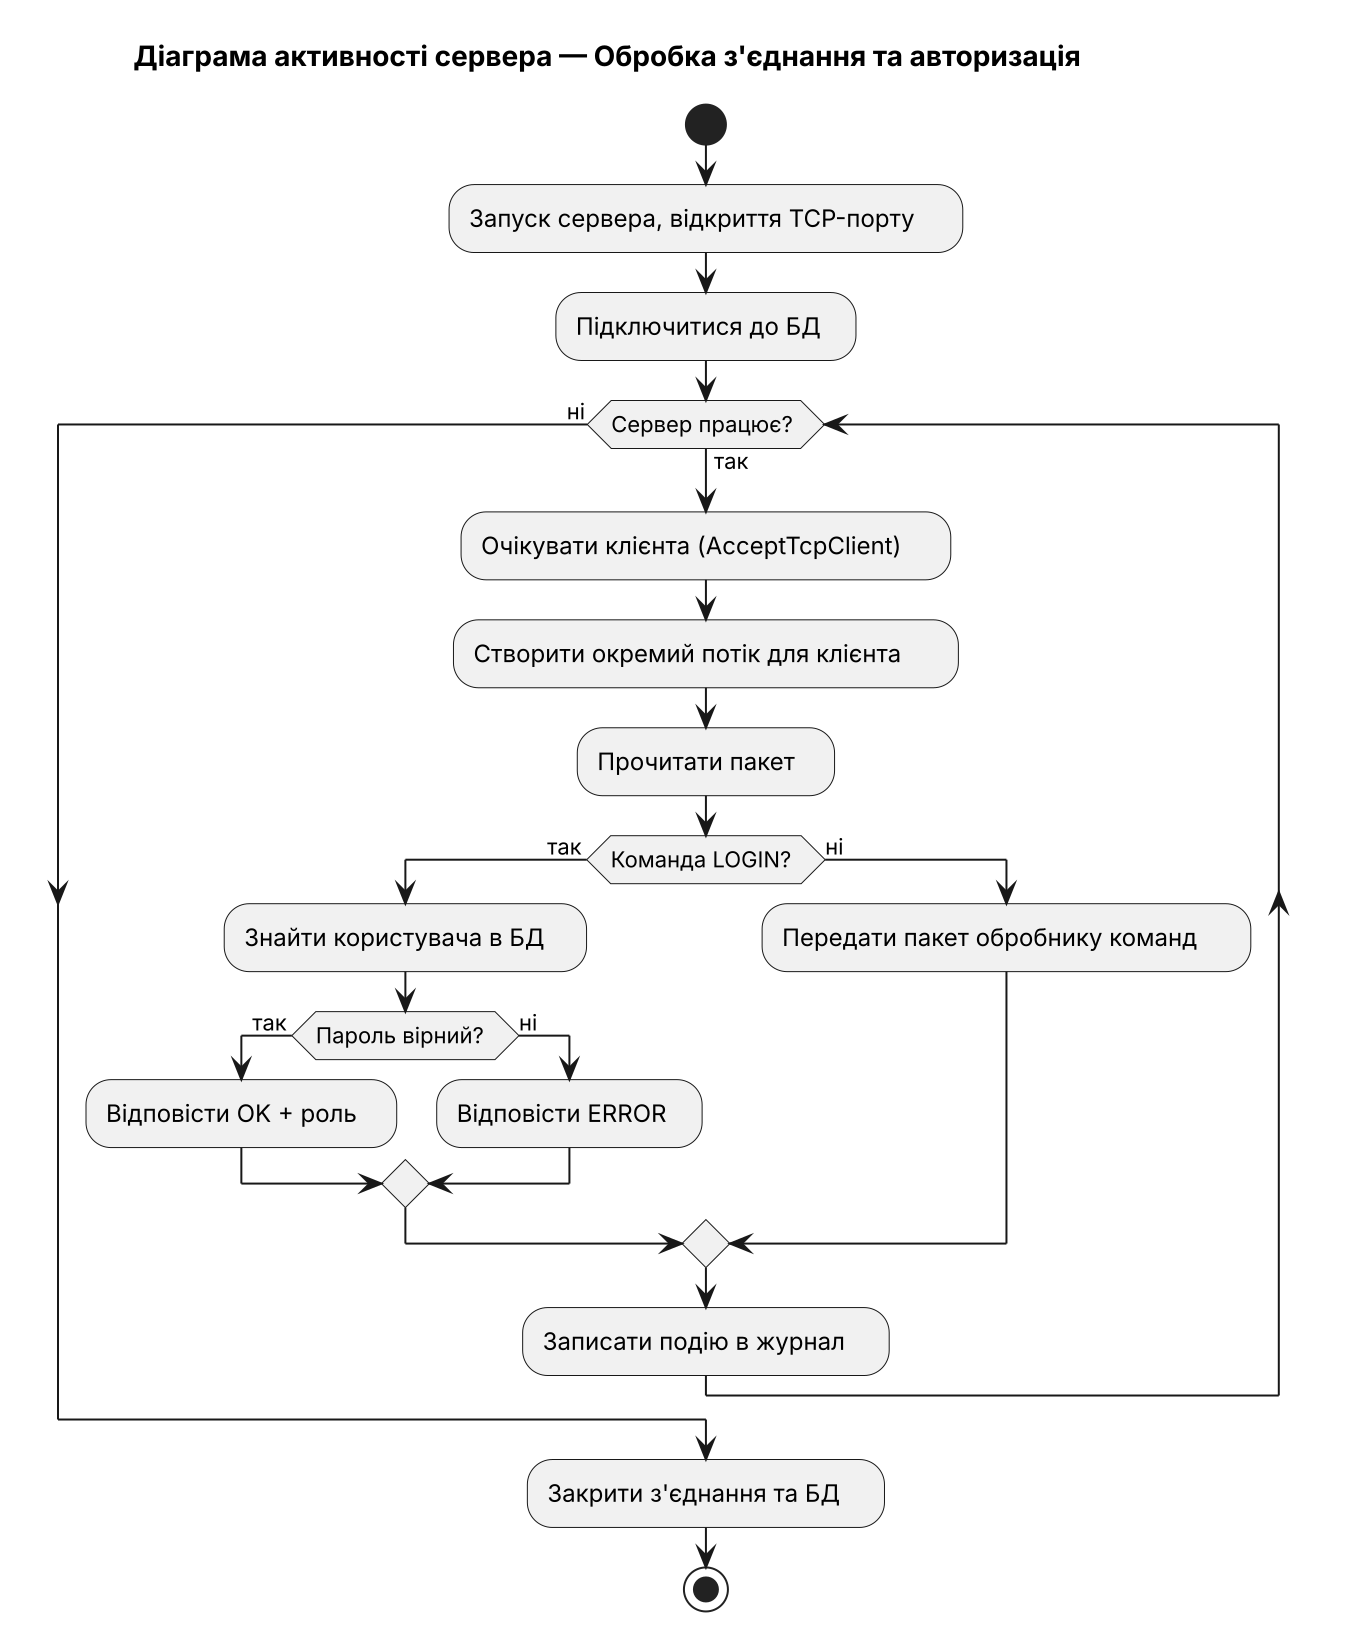 Діаграма активності сервера — Обробка з'єднання та авторизація
Запуск сервера, відкриття TCP-порту
Підключитися до БД
ні
Сервер працює?
так
Очікувати клієнта (AcceptTcpClient)
Створити окремий потік для клієнта
Прочитати пакет
так
Команда LOGIN?
ні
Знайти користувача в БД
Передати пакет обробнику команд
так
Пароль вірний?
ні
Відповісти OK + роль
Відповісти ERROR
Записати подію в журнал
Закрити з'єднання та БД